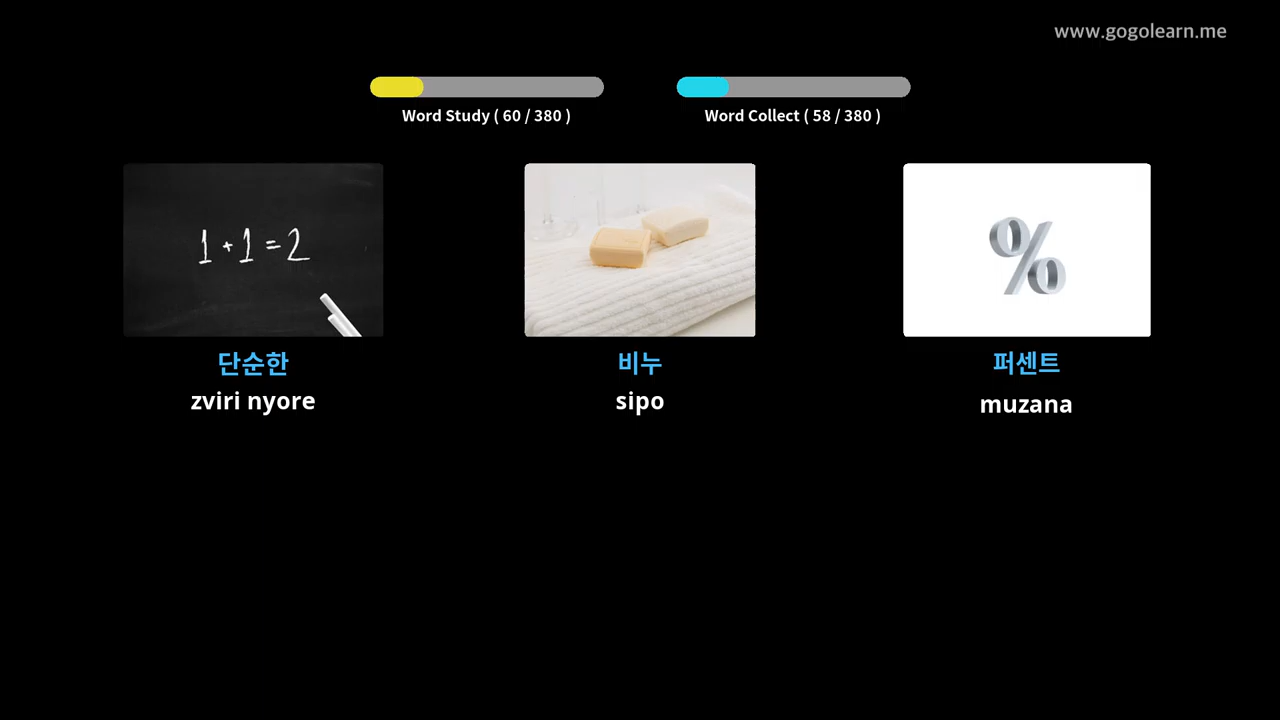 www.gogolearn.me
Word Study ( 60 / 380 )
Word Collect ( 58 / 380 )
1 + 1 = 2
%
단순한
비누
퍼센트
zviri nyore
sipo
muzana